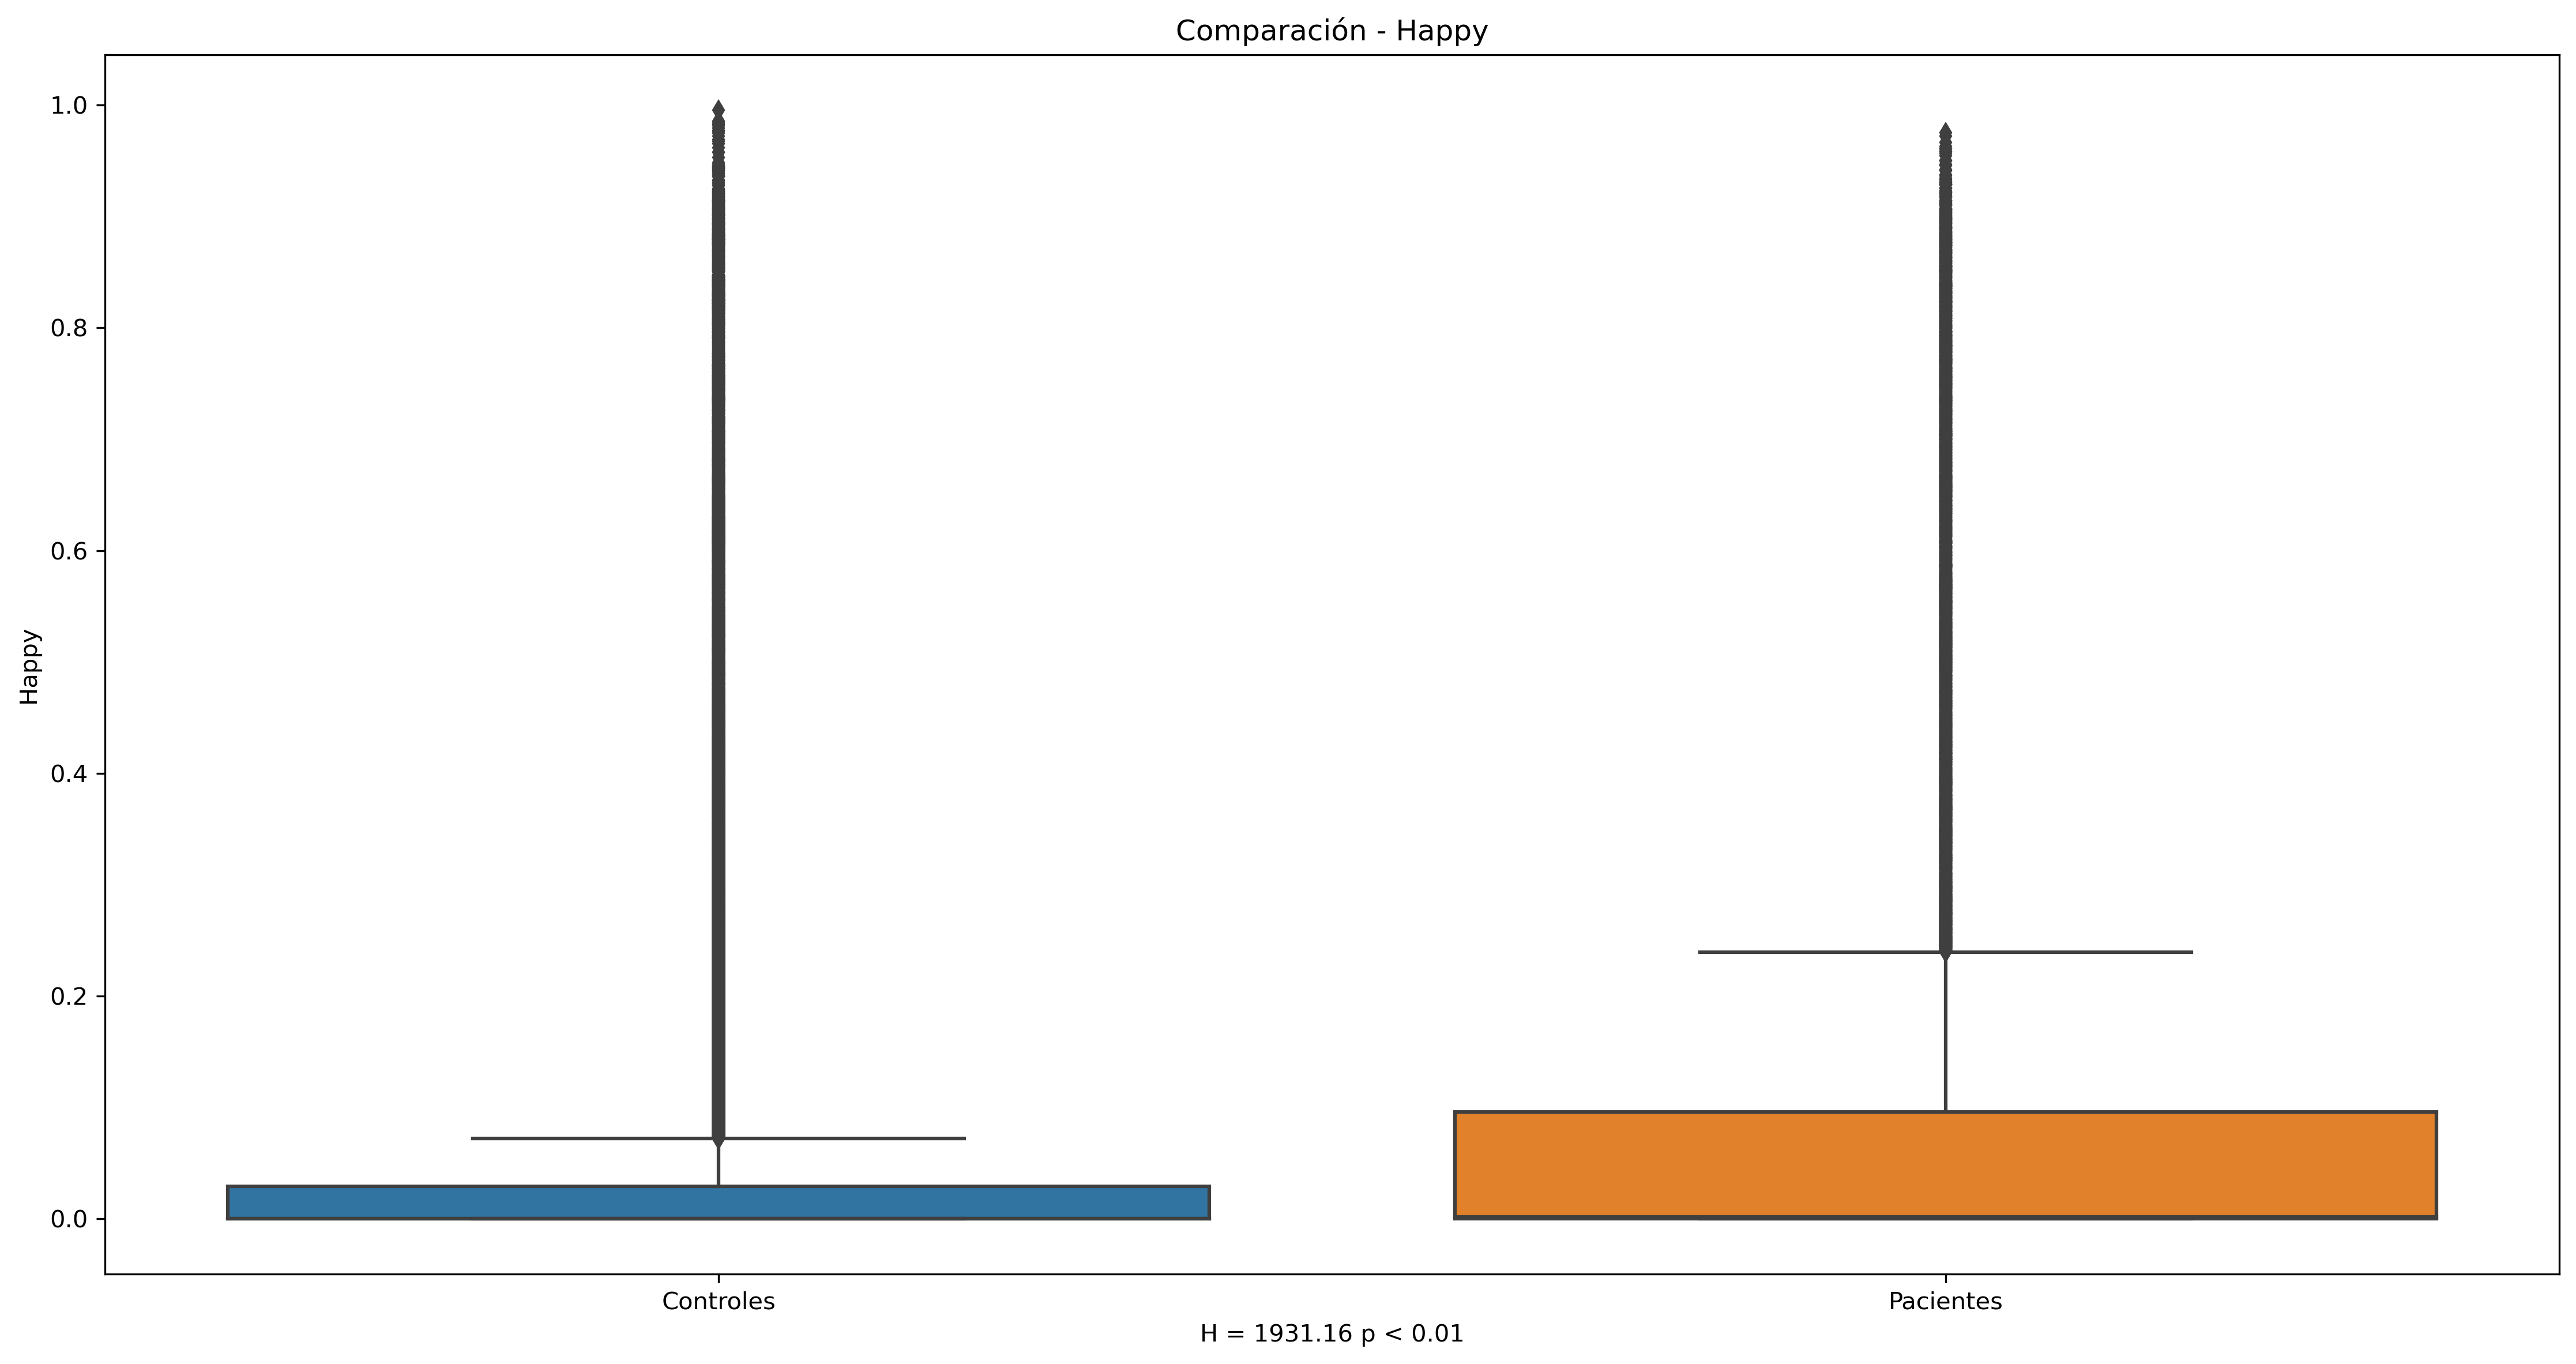 Comparación - Happy
1.0
0.8
0.6
0.4
0.2
0.0
Happy
Controles
Pacientes
H = 1931.16 p < 0.01